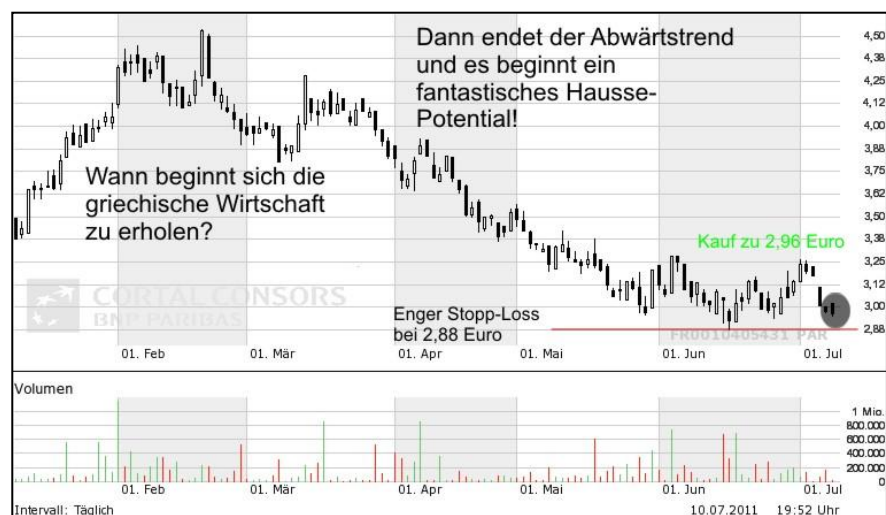 Dann endet der Abwärtstrend
und es beginnt ein
fantastisches Hausse-
Potential!
Wann beginnt sich die
griechische Wirtschaft
zu erholen?
Kauf zu 2,96 Euro
Enger Stopp-Loss
bei 2,88 Euro
CORTAL CONSORS
BNP PARIBAS
FR0010405431 PAR
4,50
4,38
4,25
4,12
4,00
3,88
3,75
3,62
3,50
3,38
3,25
3,12
3,00
2,88
01. Feb 01. Mär 01. Apr 01. Mai 01. Jun 01. Jul
Volumen
1 Mio.
800.000
600.000
400.000
200.000
0
01. Feb 01. Mär 01. Apr 01. Mai 01. Jun 01. Jul
Intervall: Täglich 10.07.2011 19:52 Uhr